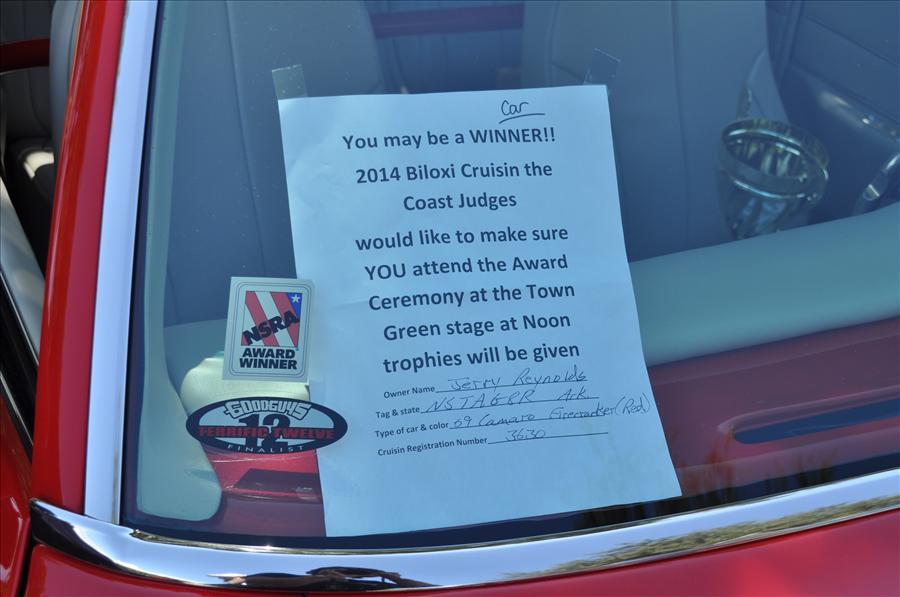 Car
You may be a WINNER!!
2014 Biloxi Cruisin the
Coast Judges
would like to make sure
YOU attend the Award
Ceremony at the Town
Green stage at Noon
trophies will be given
Owner Name Jerry Reynolds
Tag & state NSTAGRR Ark.
Type of car & color 69 Camaro Firecracker (Red)
Cruisin Registration Number 3630
NSRA
AWARD
WINNER
GOODGUYS
12
TERRIFIC TWELVE
FINALIST